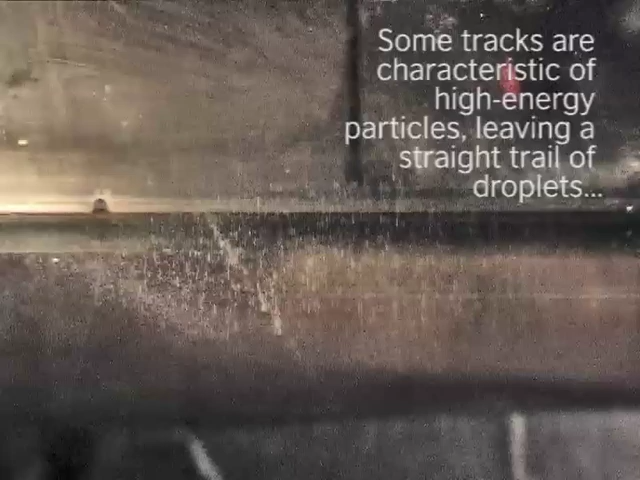 Some tracks are
characteristic of
high-energy
particles, leaving a
straight trail of
droplets...